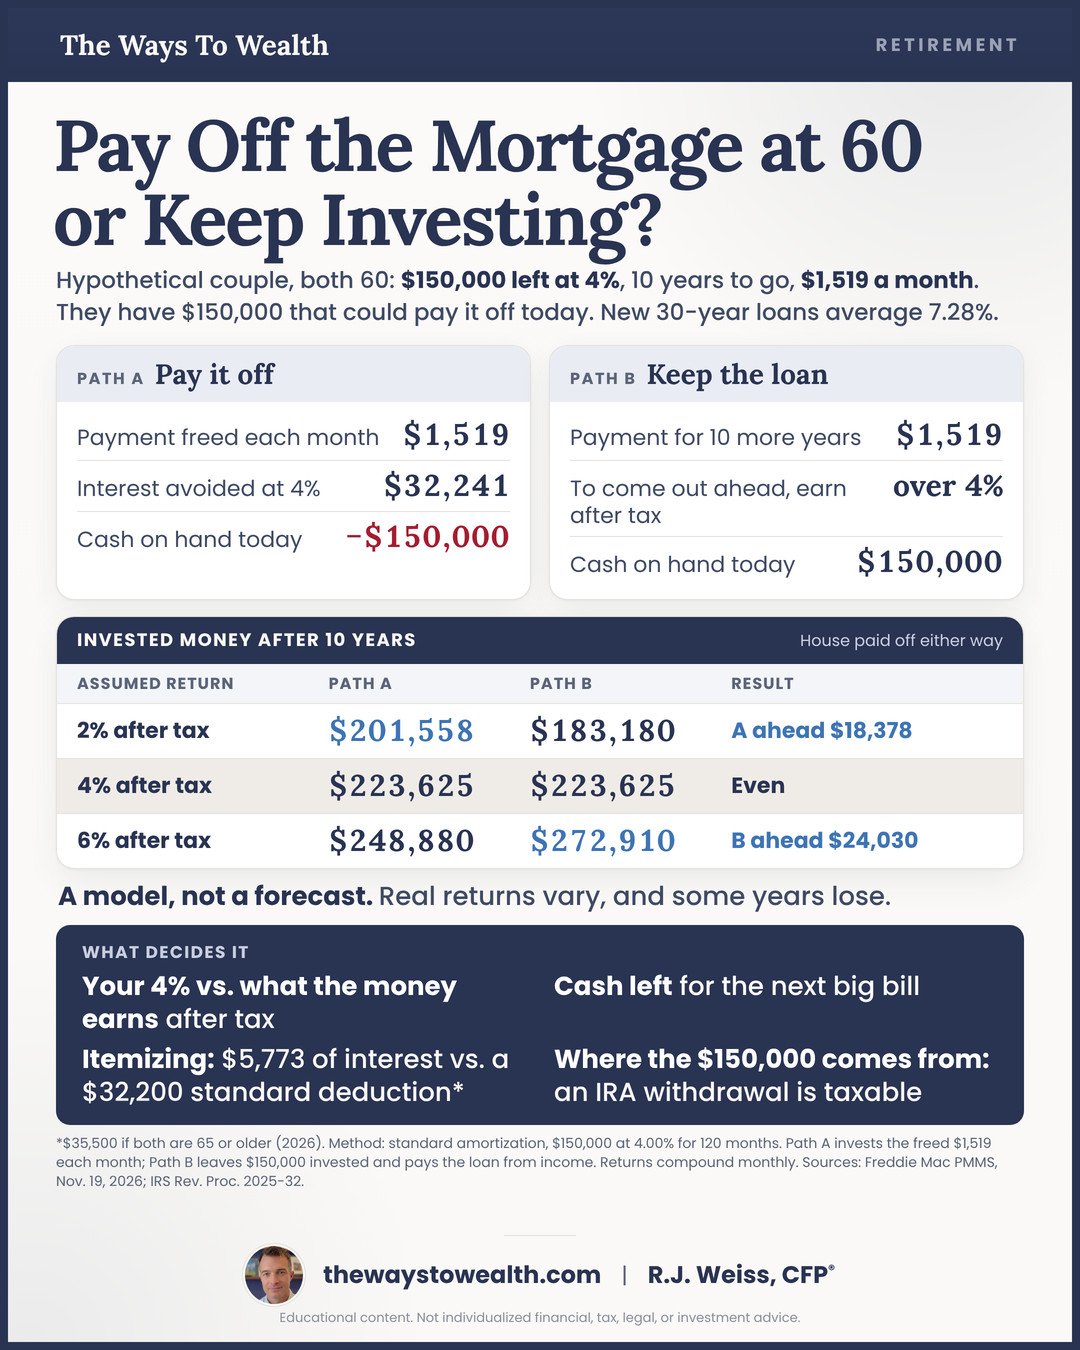 The Ways To Wealth
RETIREMENT
Pay Off the Mortgage at 60
or Keep Investing?
Hypothetical couple, both 60: $150,000 left at 4%, 10 years to go, $1,519 a month.
They have $150,000 that could pay it off today. New 30-year loans average 7.28%.
PATH A Pay it off
Payment freed each month $1,519
Interest avoided at 4% $32,241
Cash on hand today −$150,000
PATH B Keep the loan
Payment for 10 more years $1,519
To come out ahead, earn over 4%
after tax
Cash on hand today $150,000
INVESTED MONEY AFTER 10 YEARS House paid off either way
ASSUMED RETURN PATH A PATH B RESULT
2% after tax $201,558 $183,180 A ahead $18,378
4% after tax $223,625 $223,625 Even
6% after tax $248,880 $272,910 B ahead $24,030
A model, not a forecast. Real returns vary, and some years lose.
WHAT DECIDES IT
Your 4% vs. what the money
earns after tax
Cash left for the next big bill
Itemizing: $5,773 of interest vs. a
$32,200 standard deduction*
Where the $150,000 comes from:
an IRA withdrawal is taxable
*$35,500 if both are 65 or older (2026). Method: standard amortization, $150,000 at 4.00% for 120 months. Path A invests the freed $1,519
each month; Path B leaves $150,000 invested and pays the loan from income. Returns compound monthly. Sources: Freddie Mac PMMS,
Nov. 19, 2026; IRS Rev. Proc. 2025-32.
thewaystowealth.com | R.J. Weiss, CFP®
Educational content. Not individualized financial, tax, legal, or investment advice.